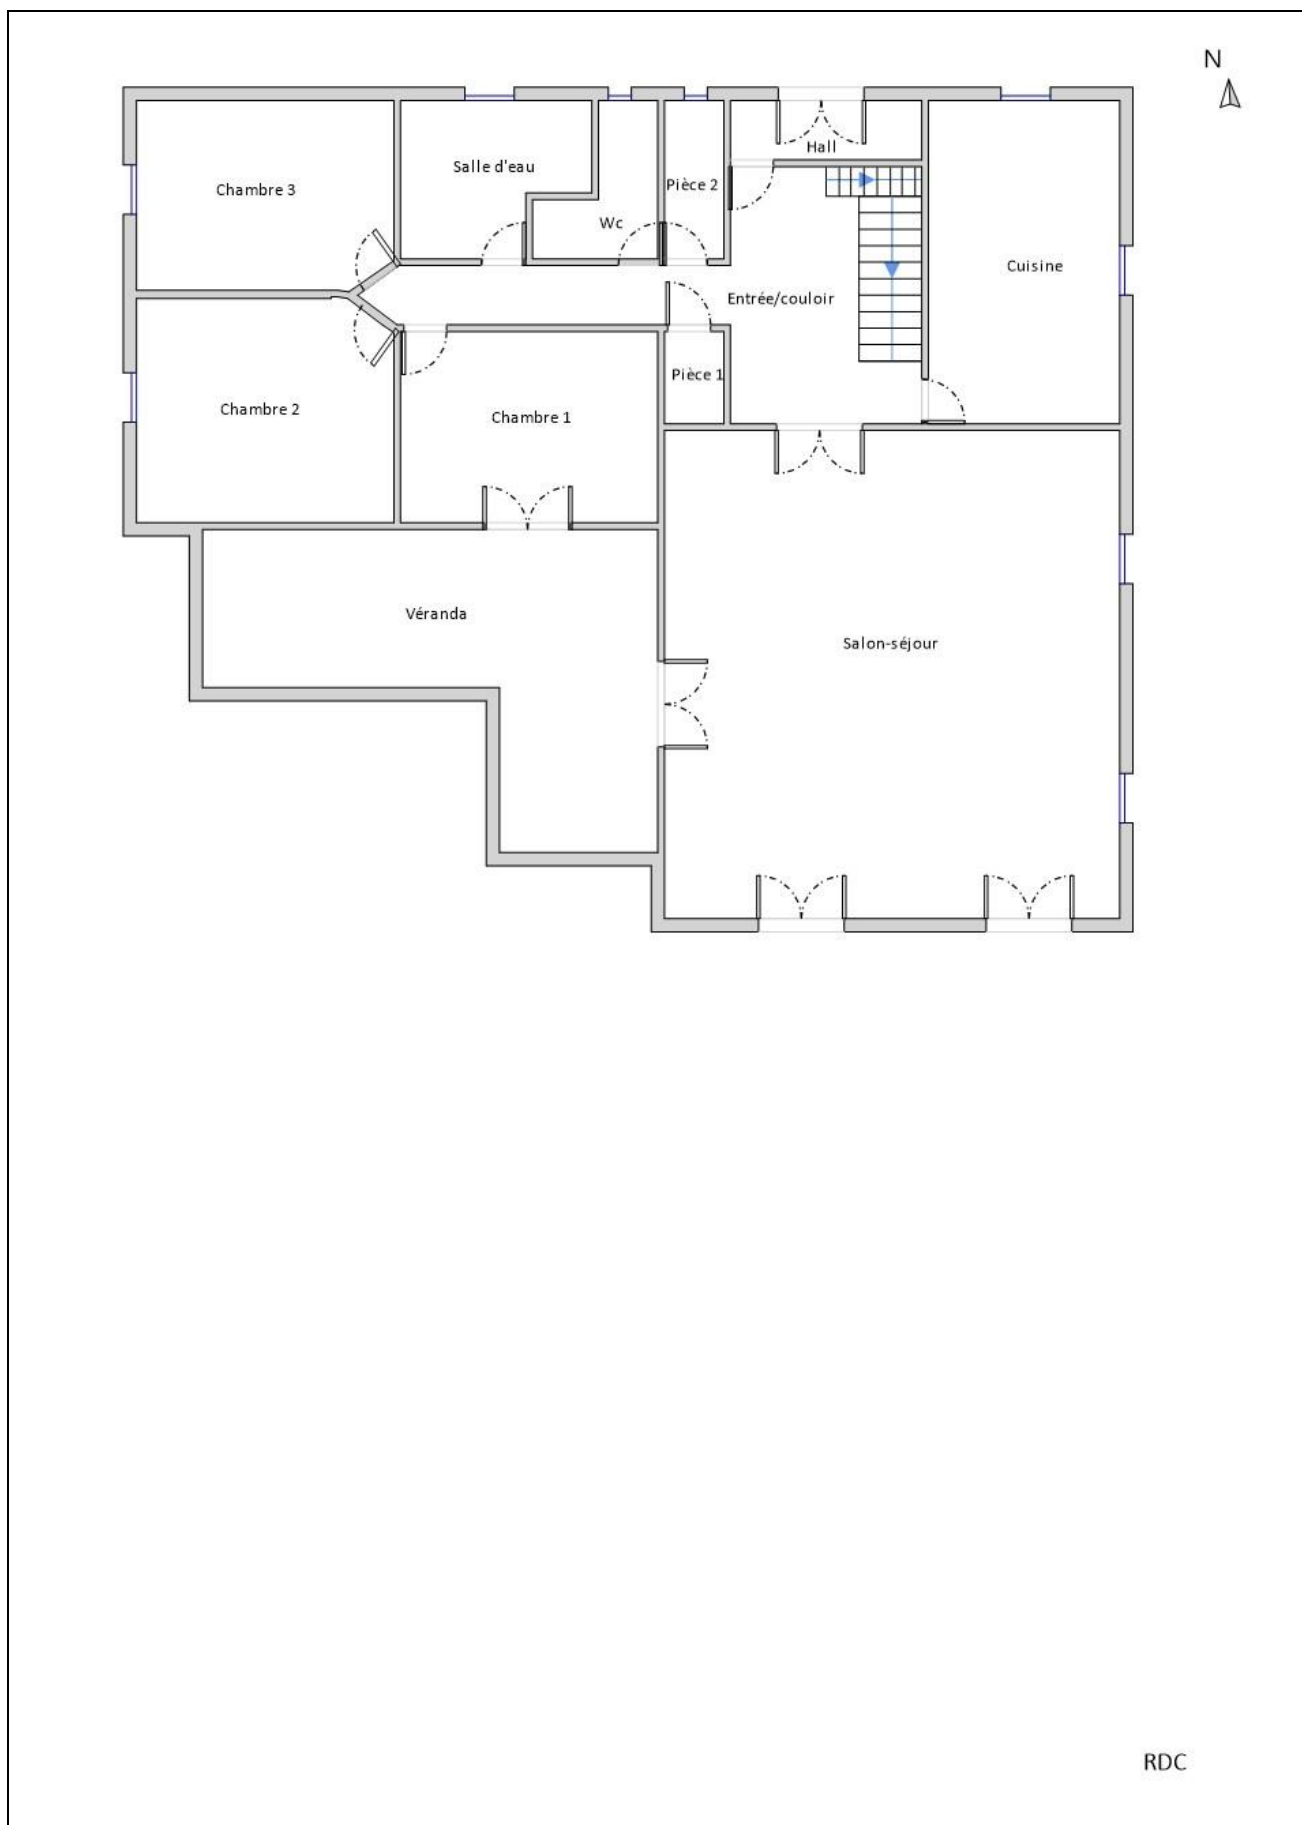 N
Hall
Salle d'eau
Pièce 2
Chambre 3
Wc
Cuisine
Entrée/couloir
Pièce 1
Chambre 2
Chambre 1
Véranda
Salon-séjour
RDC